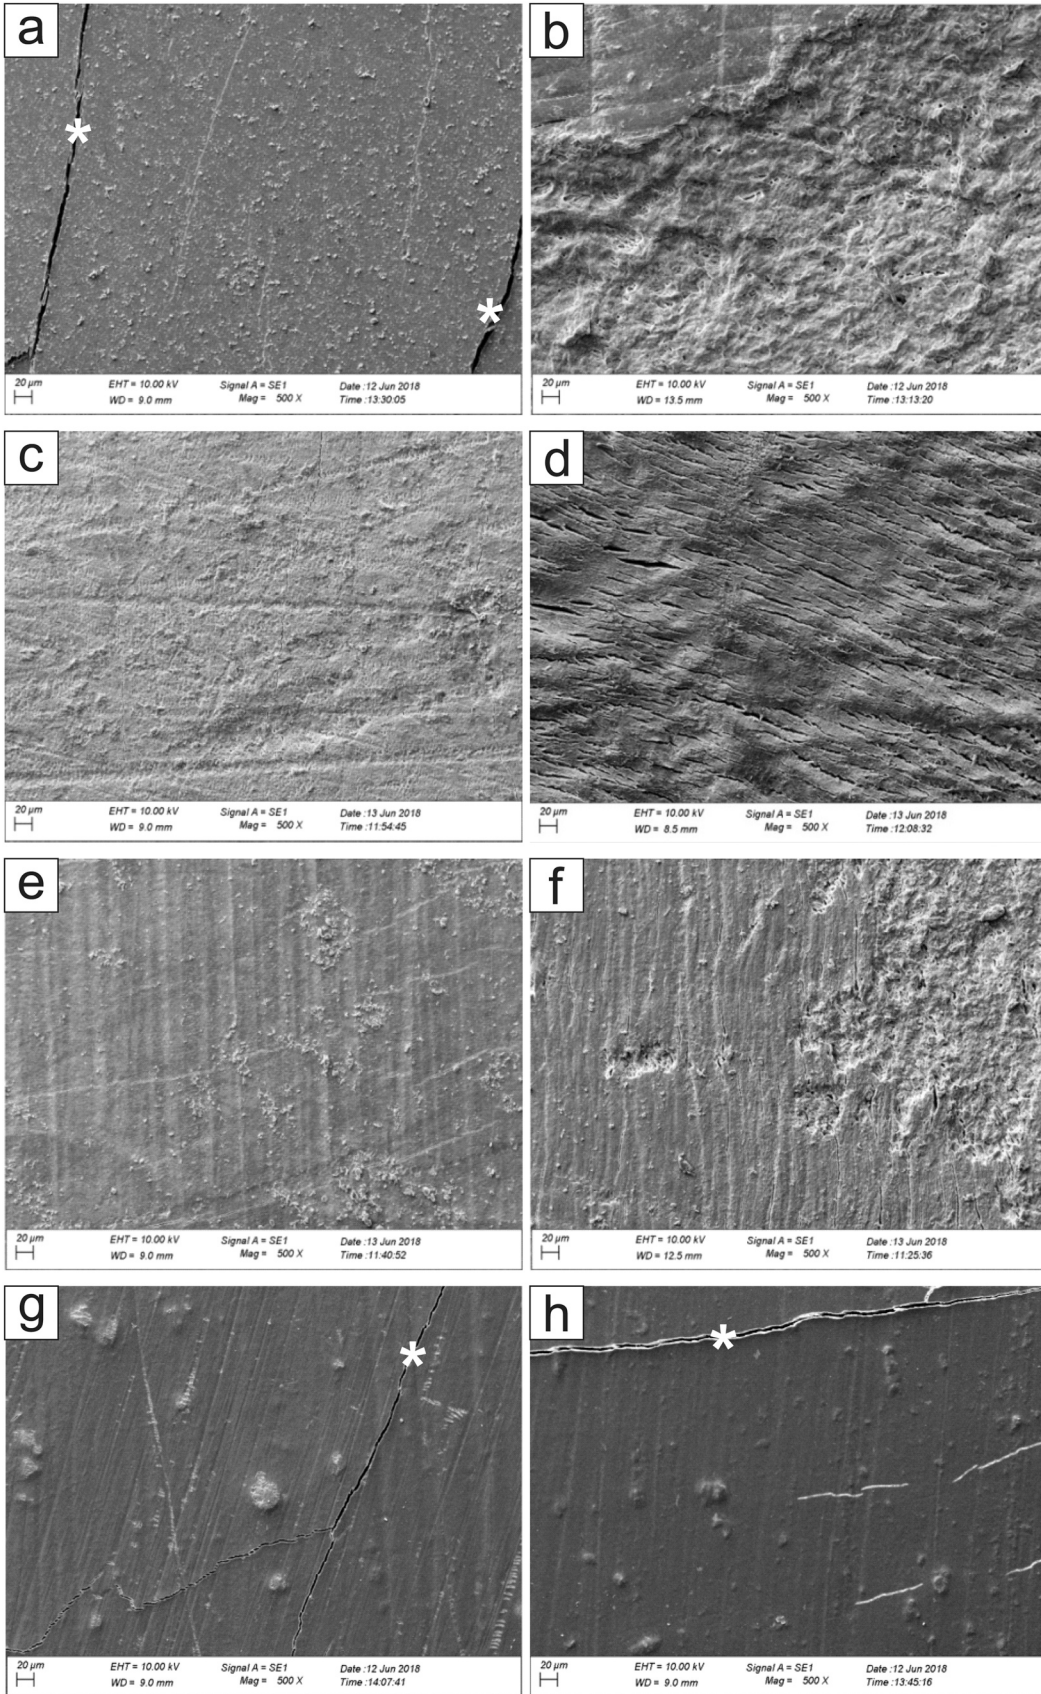 a
b
*
*
20 µm EHT = 10.00 kV Signal A = SE1 Date :12 Jun 2018
WD = 9.0 mm Mag = 500 X Time :13:30:05
20 µm EHT = 10.00 kV Signal A = SE1 Date :12 Jun 2018
WD = 13.5 mm Mag = 500 X Time :13:13:20
c
d
20 µm EHT = 10.00 kV Signal A = SE1 Date :13 Jun 2018
WD = 9.0 mm Mag = 500 X Time :11:54:45
20 µm EHT = 10.00 kV Signal A = SE1 Date :13 Jun 2018
WD = 8.5 mm Mag = 500 X Time :12:08:32
e
f
20 µm EHT = 10.00 kV Signal A = SE1 Date :13 Jun 2018
WD = 9.0 mm Mag = 500 X Time :11:40:52
20 µm EHT = 10.00 kV Signal A = SE1 Date :13 Jun 2018
WD = 12.5 mm Mag = 500 X Time :11:25:36
g
h
*
*
20 µm EHT = 10.00 kV Signal A = SE1 Date :12 Jun 2018
WD = 9.0 mm Mag = 500 X Time :14:07:41
20 µm EHT = 10.00 kV Signal A = SE1 Date :12 Jun 2018
WD = 9.0 mm Mag = 500 X Time :13:45:16